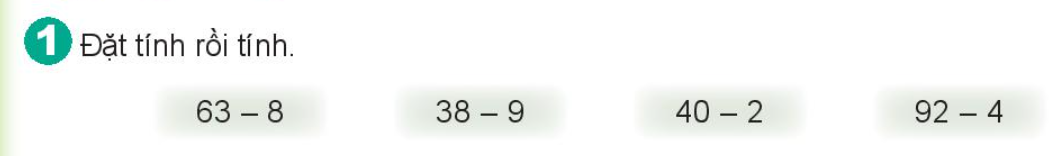 1 Đặt tính rồi tính.
63 – 8 38 – 9 40 – 2 92 – 4